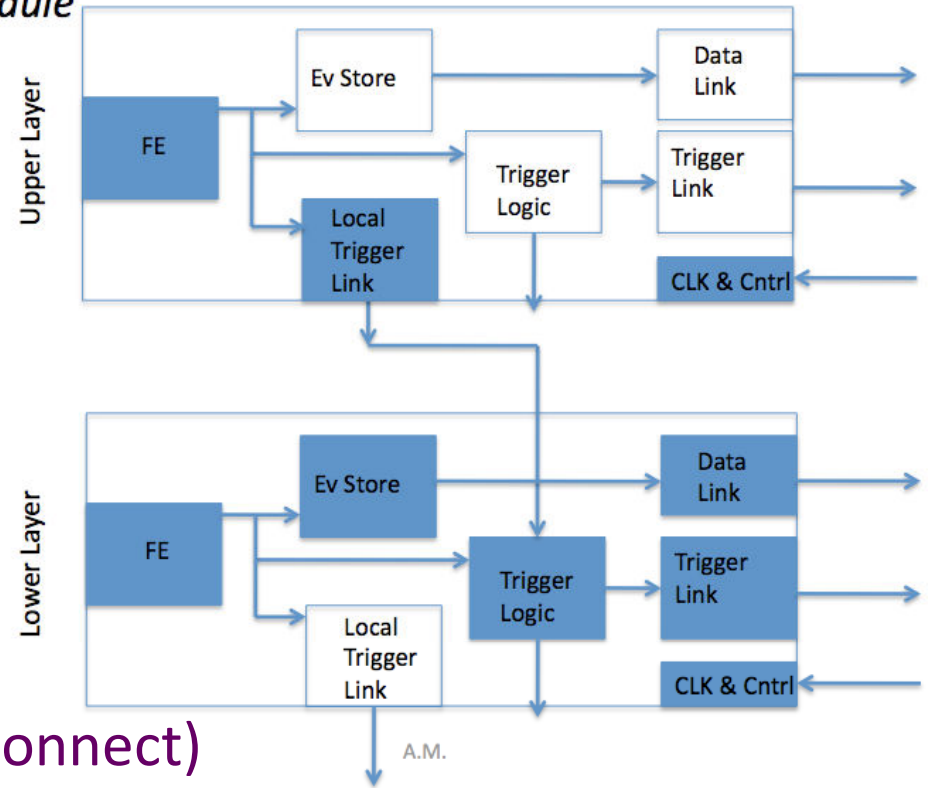 Upper Layer
FE
Ev Store
Data
Link
Trigger
Logic
Trigger
Link
Local
Trigger
Link
CLK & Cntrl
Lower Layer
FE
Ev Store
Data
Link
Trigger
Logic
Trigger
Link
Local
Trigger
Link
CLK & Cntrl
onnect)
A.M.